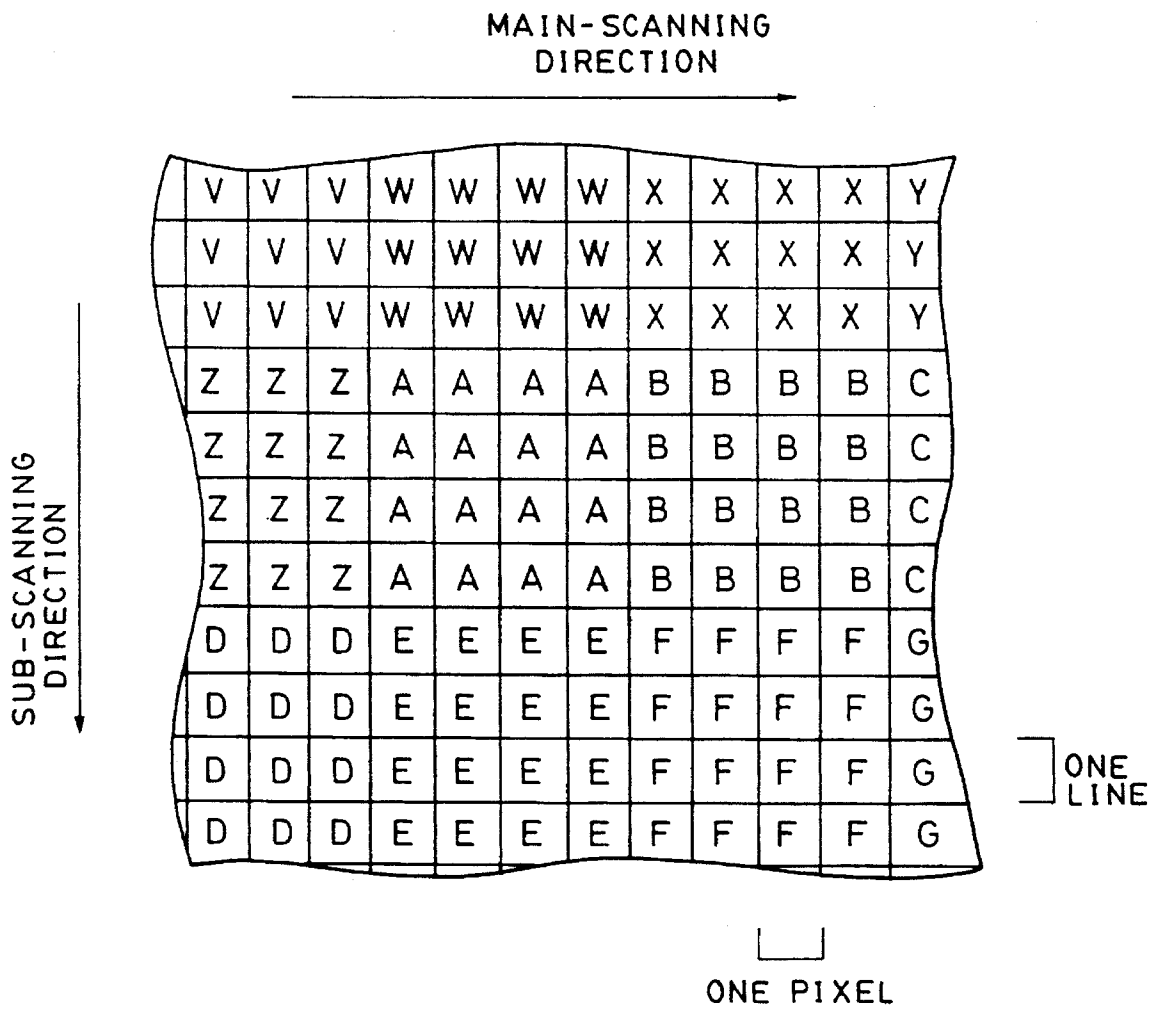 MAIN-SCANNING
DIRECTION
V V V W W W W X X X X Y
V V V W W W W X X X X Y
V V V W W W W X X X X Y
Z Z Z A A A A B B B B C
Z Z Z A A A A B B B B C
Z Z Z A A A A B B B B C
Z Z Z A A A A B B B B C
D D D E E E E F F F F G
D D D E E E E F F F F G
D D D E E E E F F F F G
D D D E E E E F F F F G
SUB-SCANNING
DIRECTION
ONE
LINE
ONE PIXEL